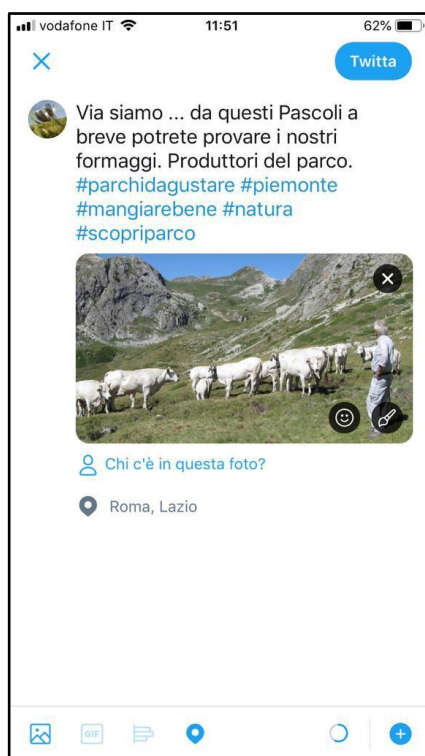 vodafone IT 11:51 62%
Twitta
Via siamo ... da questi Pascoli a
breve potrete provare i nostri
formaggi. Produttori del parco.
#parchidagustare #piemonte
#mangiarebene #natura
#scopriparco
Chi c'è in questa foto?
Roma, Lazio
GIF